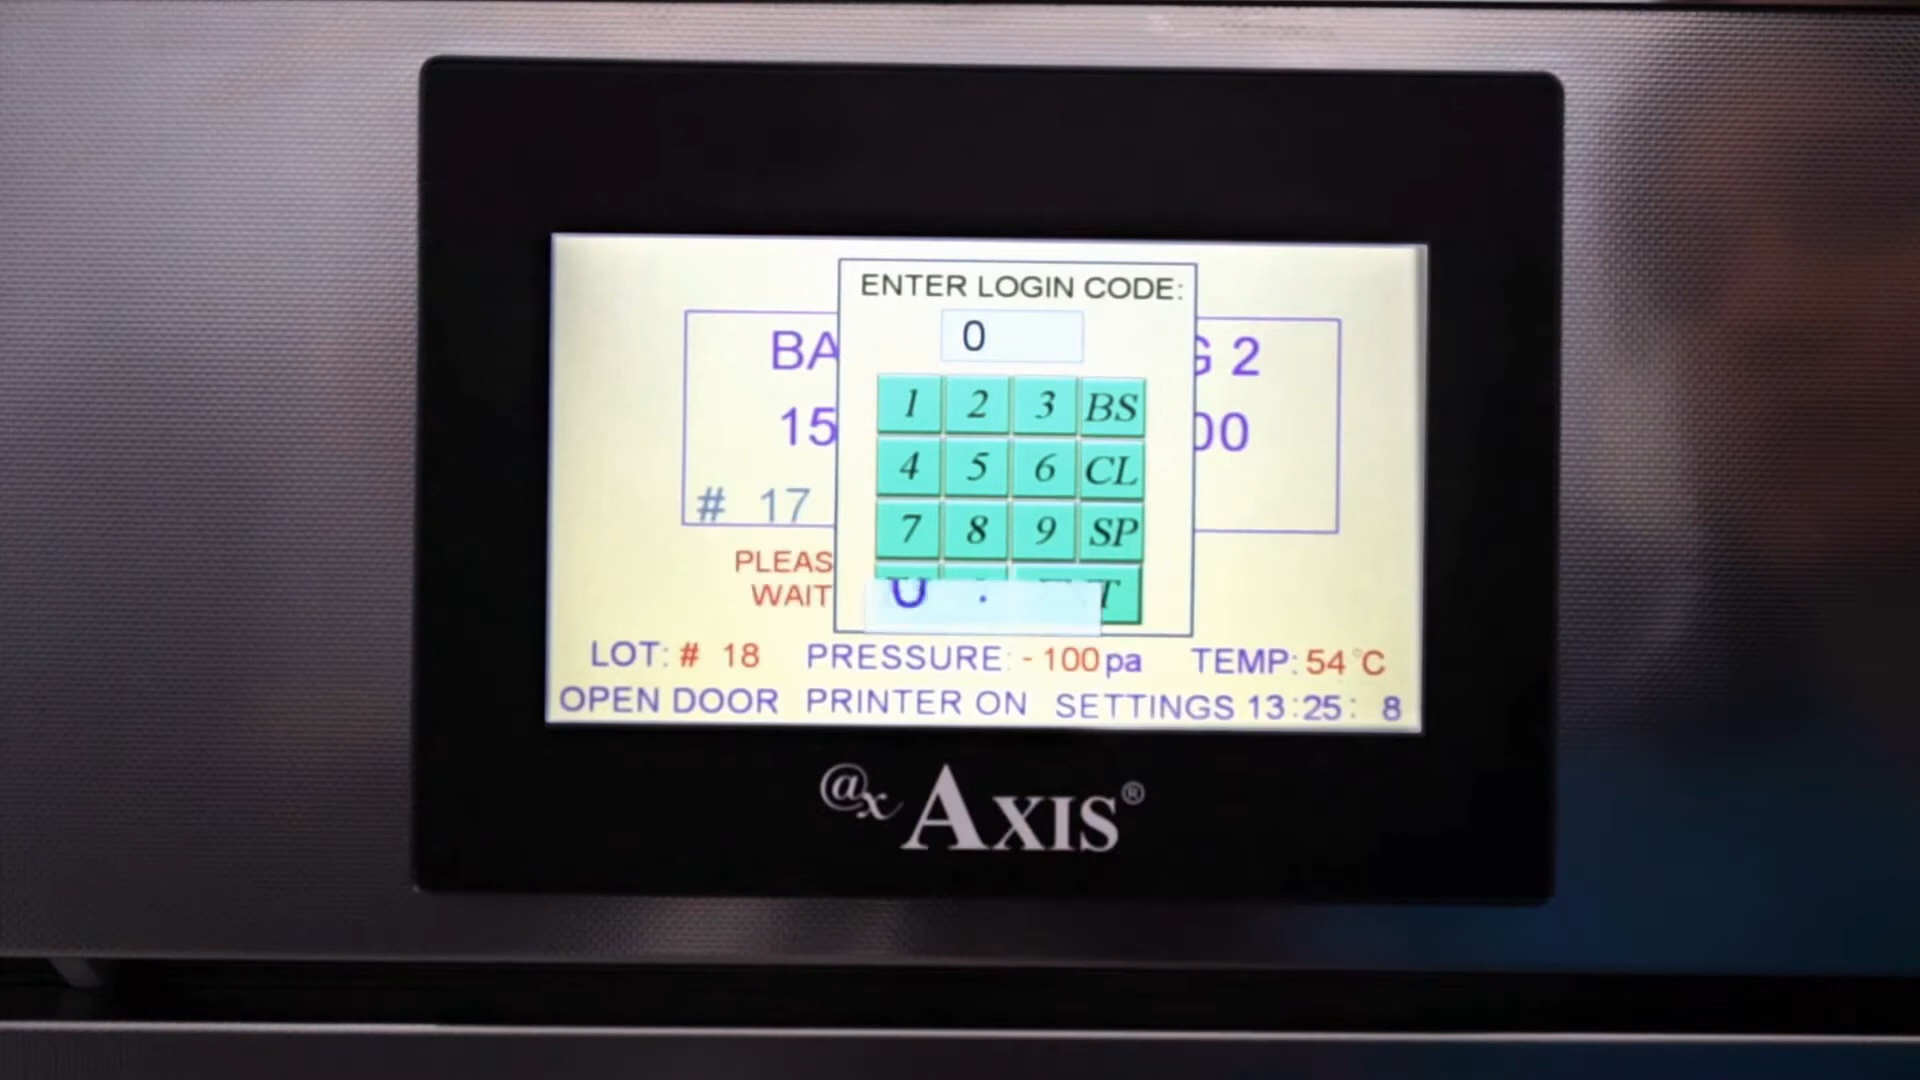 ENTER LOGIN CODE:
0
BA G 2
15 00
# 17
1 2 3 BS
4 5 6 CL
7 8 9 SP
PLEAS
WAIT
LOT: # 18 PRESSURE: - 100 pa TEMP: 54 °C
OPEN DOOR PRINTER ON SETTINGS 13:25: 8
@x AXIS®